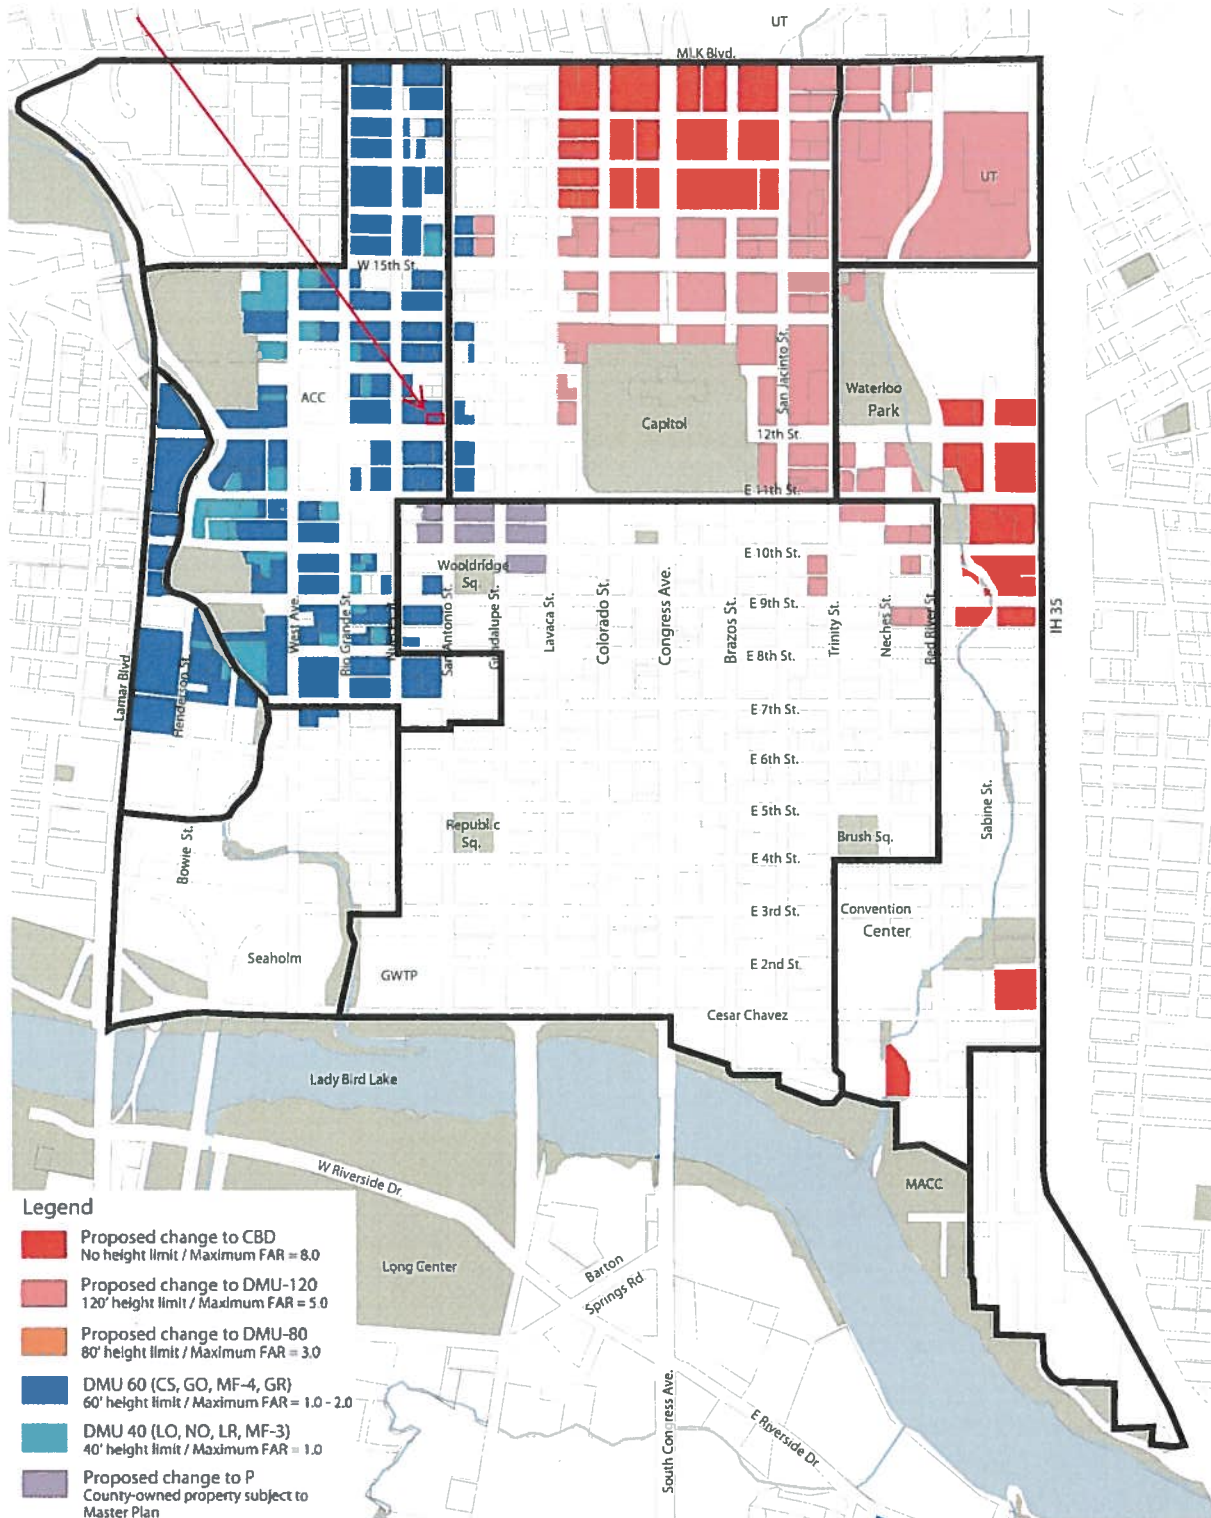 UT
MLK Blvd.
UT
W 15th St.
ACC
San Jacinto St.
Waterloo
Park
Capitol
12th St.
E 11th St.
E 10th St.
Wooldridge
Sq.
E 9th St.
West Ave.
Rio Grande St.
San Antonio St.
Guadalupe St.
Lavaca St.
Colorado St.
Congress Ave.
Brazos St.
Trinity St.
Neches St.
Red River St.
IH 35
E 8th St.
Lamar Blvd
Henderson St.
E 7th St.
E 6th St.
Sabine St.
E 5th St.
Republic
Sq.
Brush Sq.
Bowie St.
E 4th St.
E 3rd St.
Convention
Center
Seaholm
GWTP
E 2nd St.
Cesar Chavez
Lady Bird Lake
W Riverside Dr.
MACC
Long Center
Barton
Springs Rd
South Congress Ave.
E Riverside Dr.
Legend
Proposed change to CBD
No height limit / Maximum FAR = 8.0
Proposed change to DMU-120
120' height limit / Maximum FAR = 5.0
Proposed change to DMU-80
80' height limit / Maximum FAR = 3.0
DMU 60 (CS, GO, MF-4, GR)
60' height limit / Maximum FAR = 1.0 - 2.0
DMU 40 (LO, NO, LR, MF-3)
40' height limit / Maximum FAR = 1.0
Proposed change to P
County-owned property subject to
Master Plan